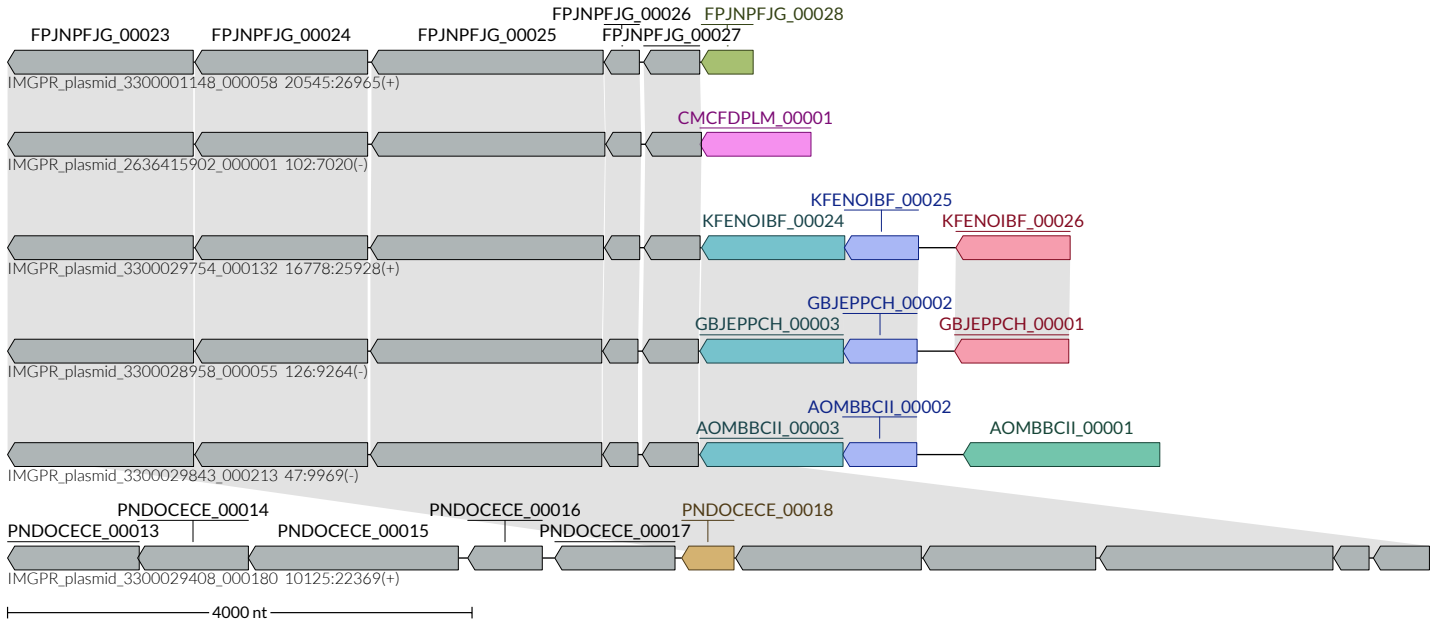 FPJNPFJG_00026 FPJNPFJG_00028
FPJNPFJG_00023 FPJNPFJG_00024 FPJNPFJG_00025 FPJNPFJG_00027
IMGPR_plasmid_3300001148_000058 20545:26965(+)
CMCFDPLM_00001
IMGPR_plasmid_2636415902_000001 102:7020(-)
KFENOIBF_00025
KFENOIBF_00024 KFENOIBF_00026
IMGPR_plasmid_3300029754_000132 16778:25928(+)
GBJEPPCH_00002
GBJEPPCH_00003 GBJEPPCH_00001
IMGPR_plasmid_3300028958_000055 126:9264(-)
AOMBBCII_00002
AOMBBCII_00003 AOMBBCII_00001
IMGPR_plasmid_3300029843_000213 47:9969(-)
PNDOCECE_00014 PNDOCECE_00016 PNDOCECE_00018
PNDOCECE_00013 PNDOCECE_00015 PNDOCECE_00017
IMGPR_plasmid_3300029408_000180 10125:22369(+)
4000 nt